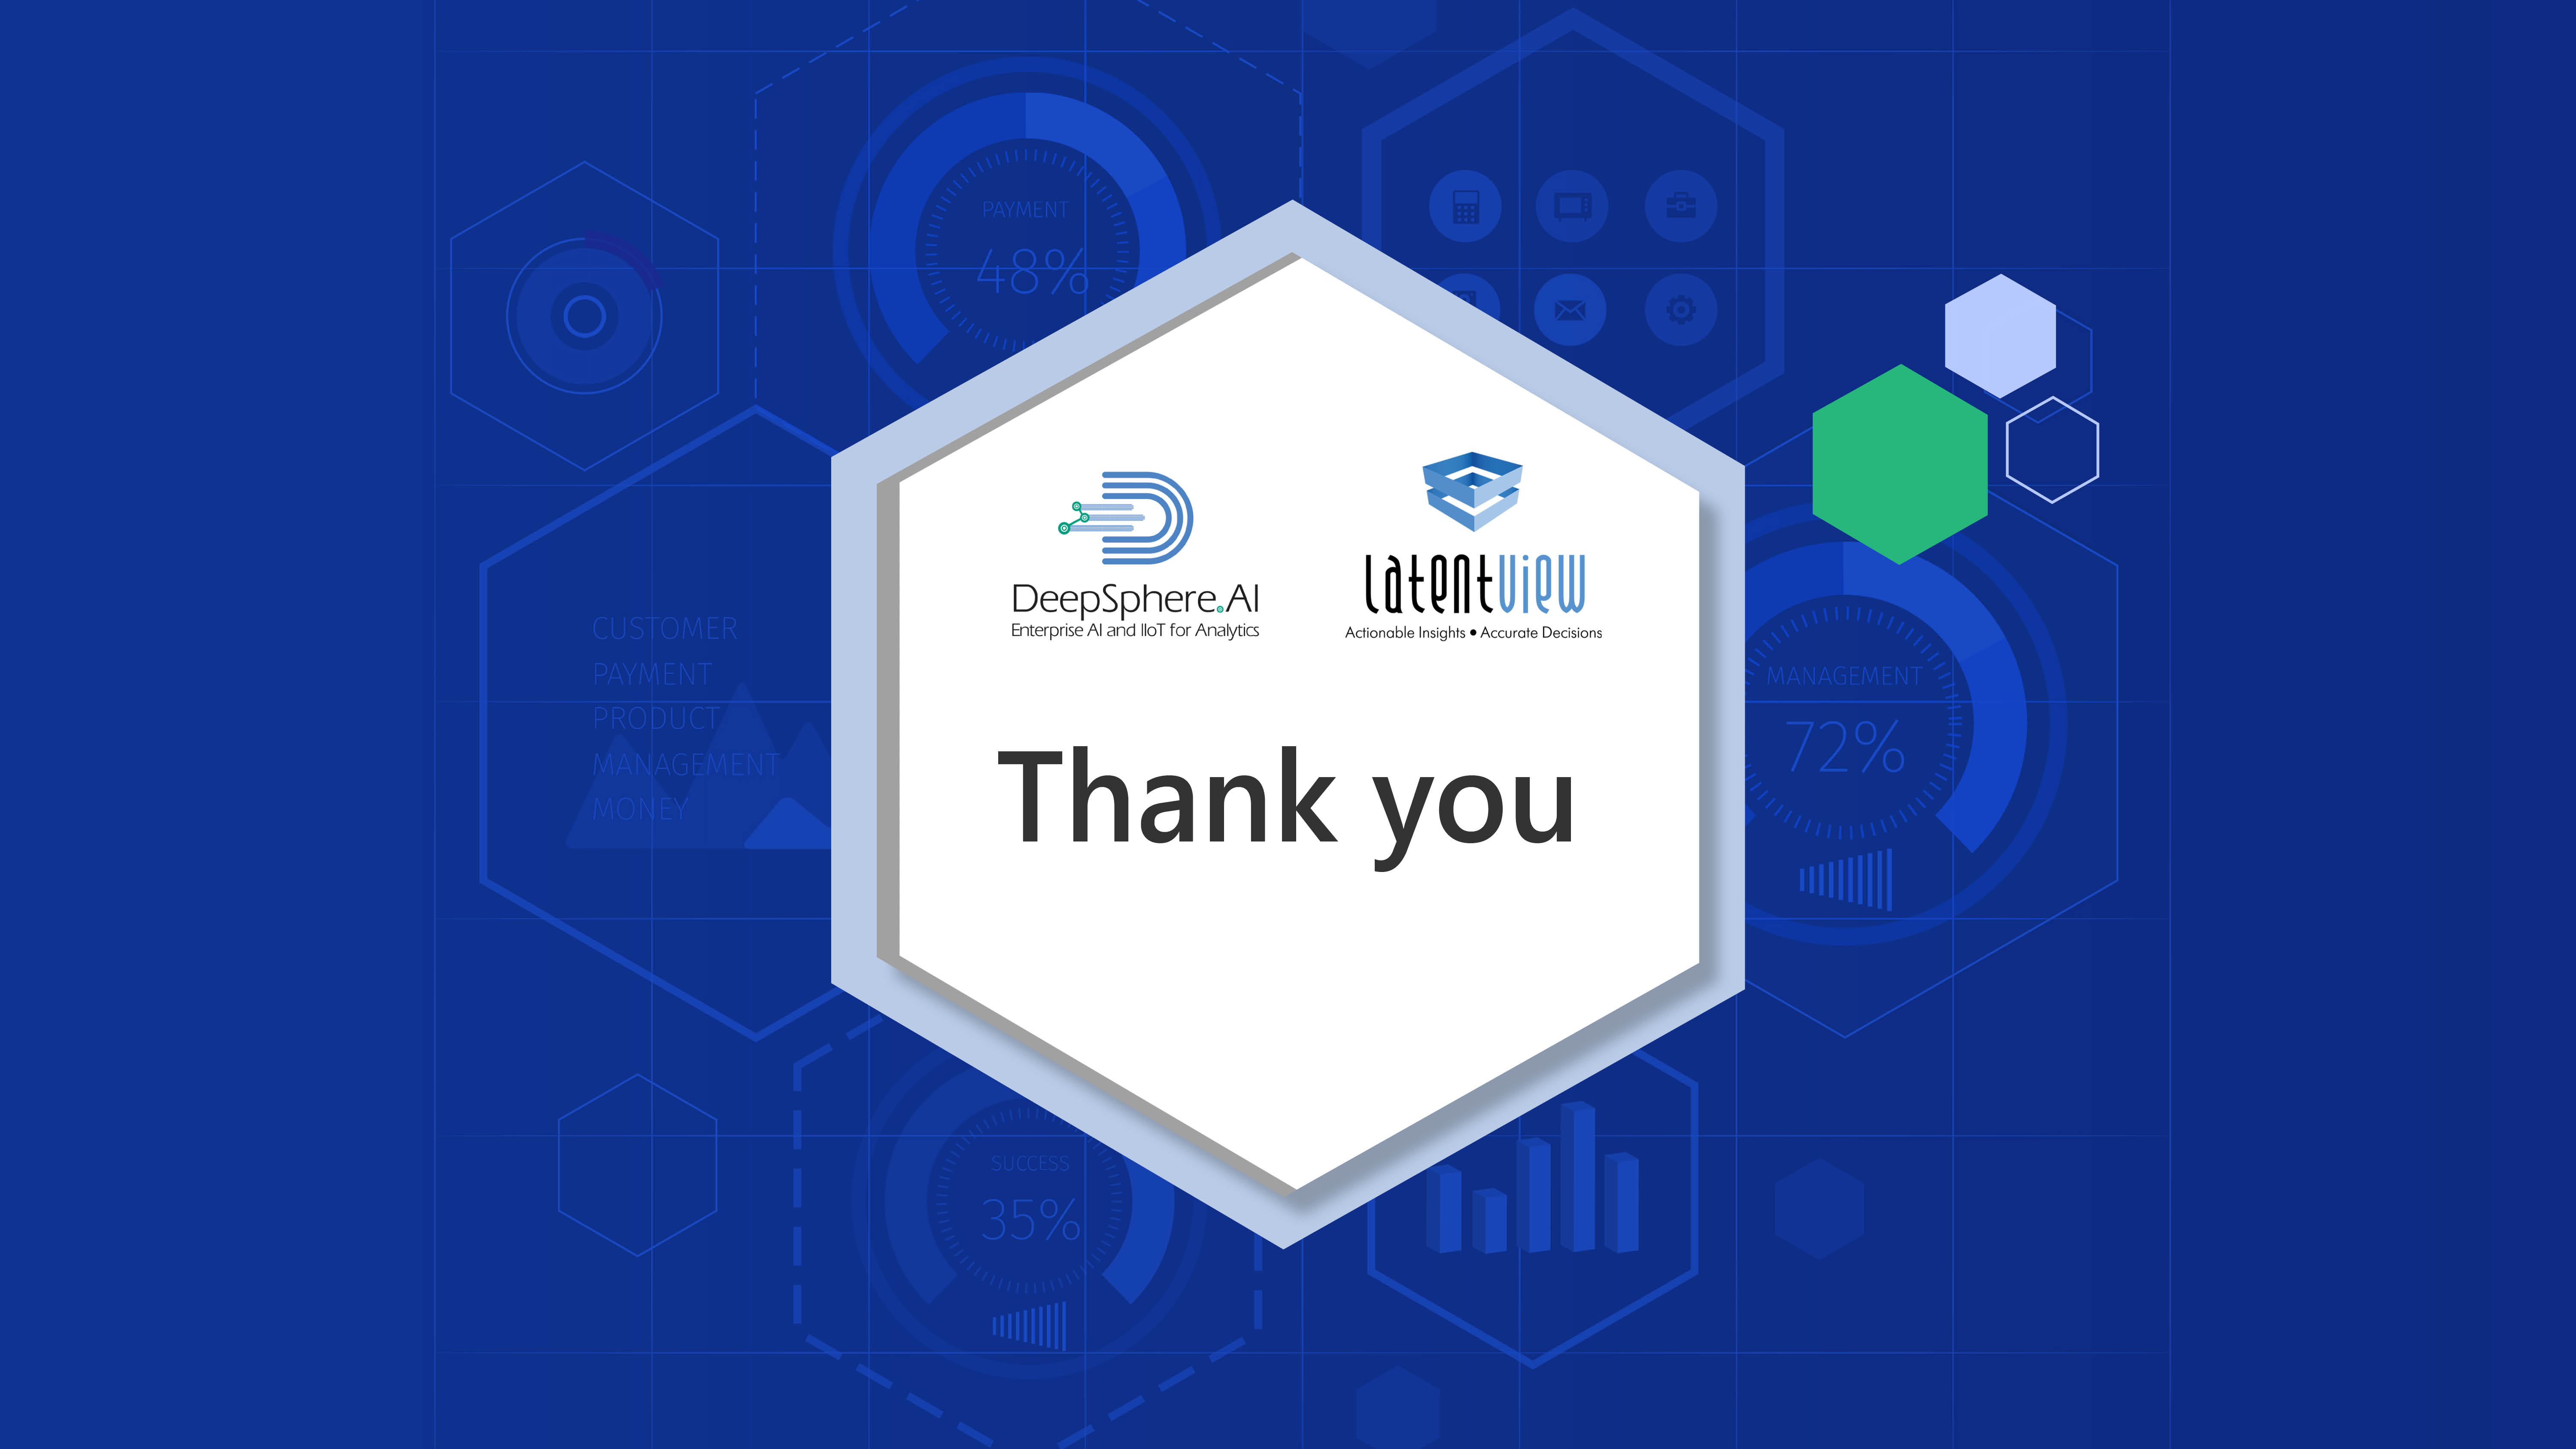 PAYMENT
48%
DeepSphere.AI
Enterprise AI and IIoT for Analytics
latentview
Actionable Insights • Accurate Decisions
CUSTOMER
PAYMENT
PRODUCT
MANAGEMENT
MONEY
Thank you
MANAGEMENT
72%
SUCCESS
35%